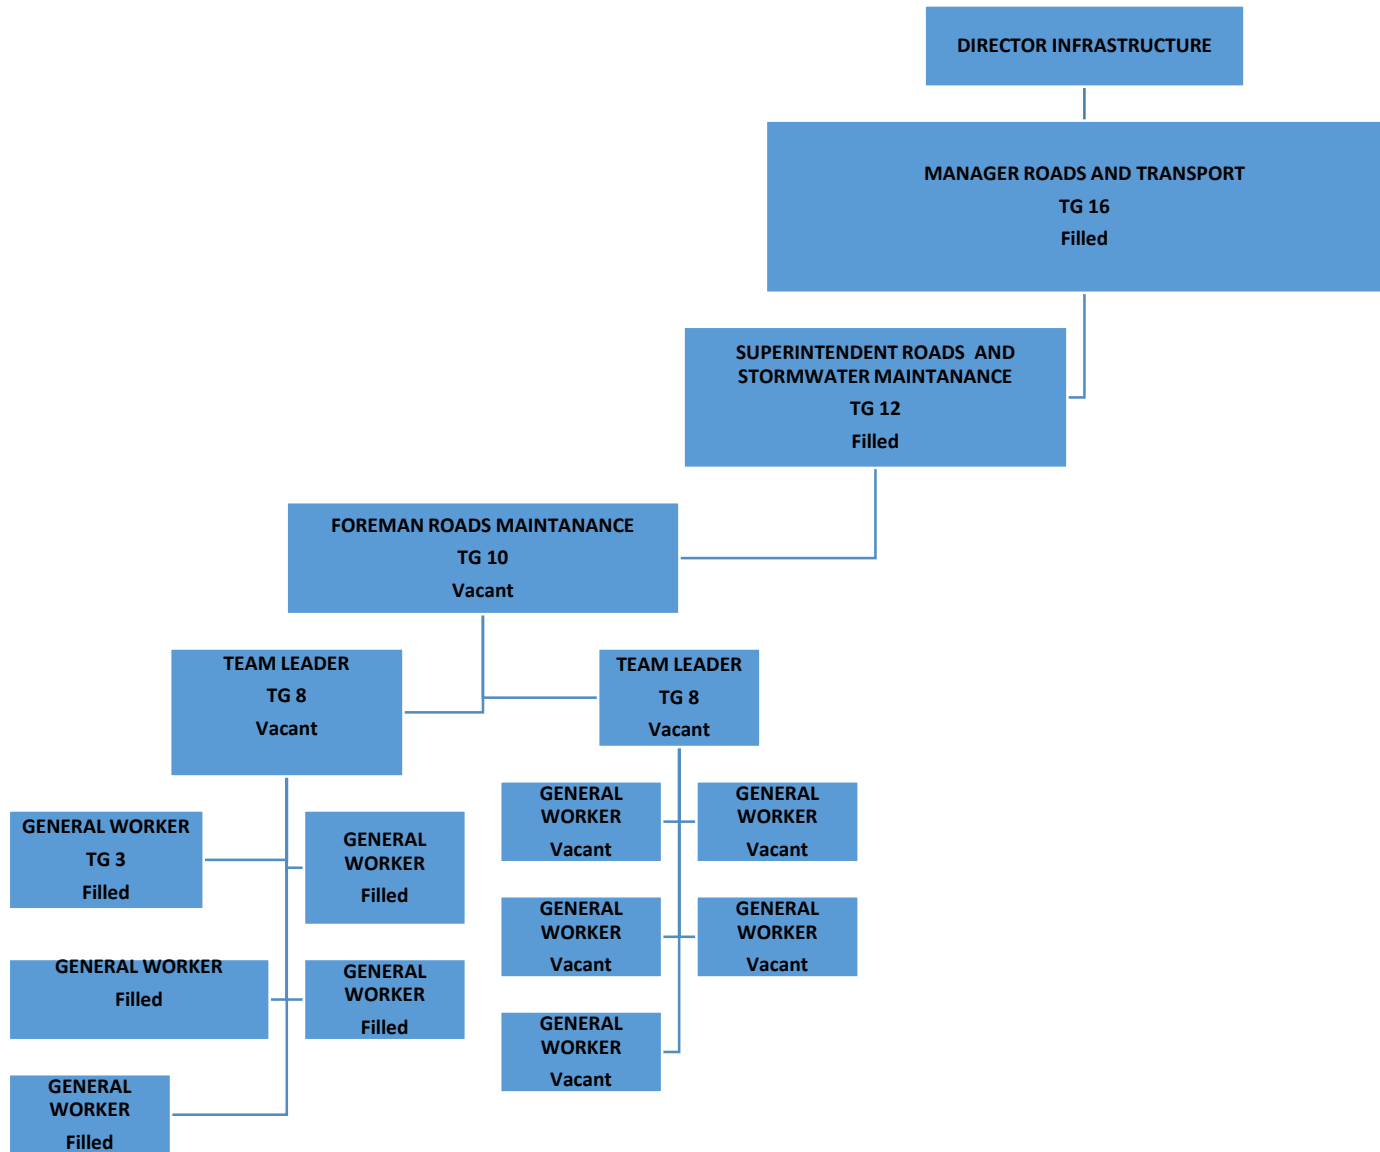 DIRECTOR INFRASTRUCTURE
MANAGER ROADS AND TRANSPORT
TG 16
Filled
SUPERINTENDENT ROADS  AND
STORMWATER MAINTANANCE
TG 12
Filled
FOREMAN ROADS MAINTANANCE
TG 10
Vacant
TEAM LEADER
TG 8
Vacant
TEAM LEADER
TG 8
Vacant
GENERAL WORKER
TG 3
Filled
GENERAL
WORKER
Filled
GENERAL WORKER
Filled
GENERAL
WORKER
Filled
GENERAL
WORKER
Filled
GENERAL
WORKER
Vacant
GENERAL
WORKER
Vacant
GENERAL
WORKER
Vacant
GENERAL
WORKER
Vacant
GENERAL
WORKER
Vacant